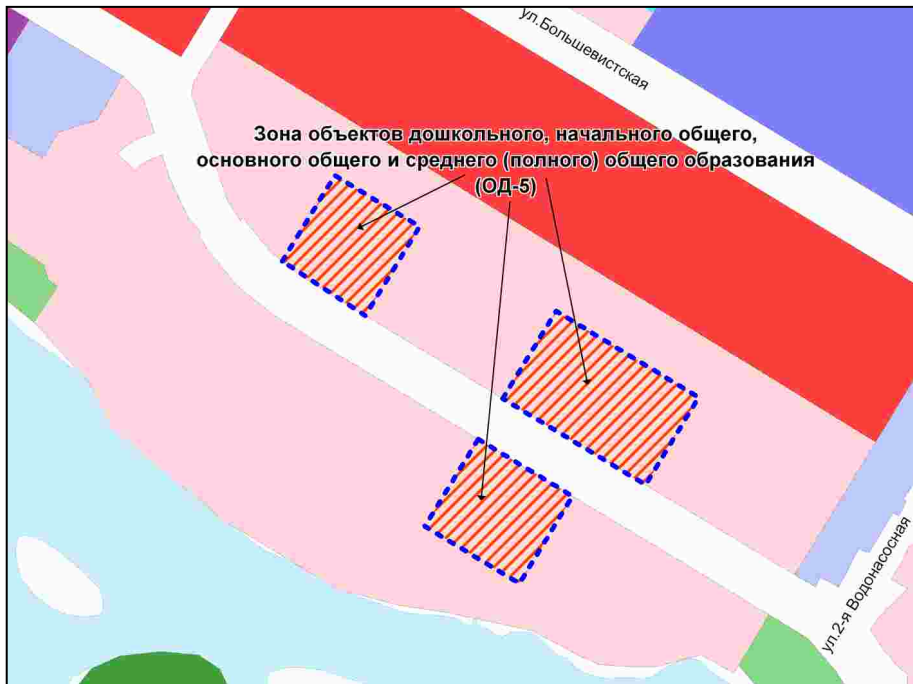 ул.Большевистская
Зона объектов дошкольного, начального общего,
основного общего и среднего (полного) общего образования
(ОД-5)
ул.2-я Водонасосная